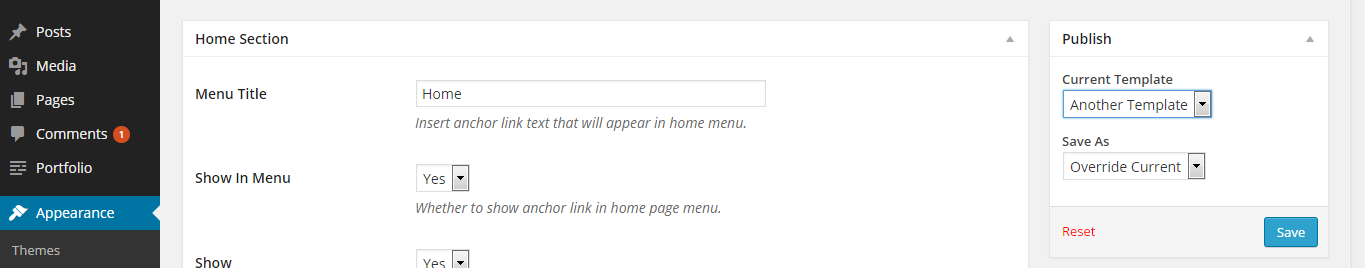 Posts
Media
Pages
Comments 1
Portfolio
Appearance
Themes
Home Section
Menu Title
Home
Insert anchor link text that will appear in home menu.
Show In Menu
Yes
Whether to show anchor link in home page menu.
Show
Yes
Publish
Current Template
Another Template
Save As
Override Current
Reset
Save